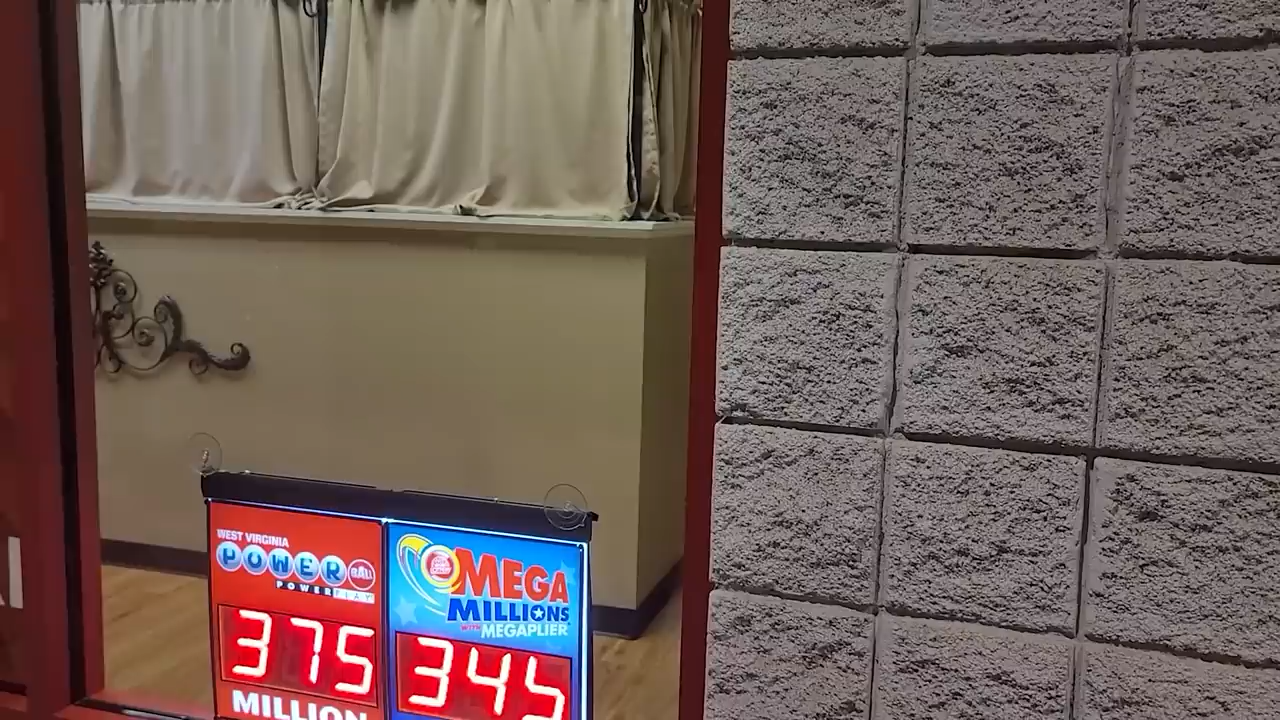 WEST VIRGINIA
POWER BALL
POWER PLAY
375
MILLION
MEGA
MILLIONS
WITH MEGAPLIER
345